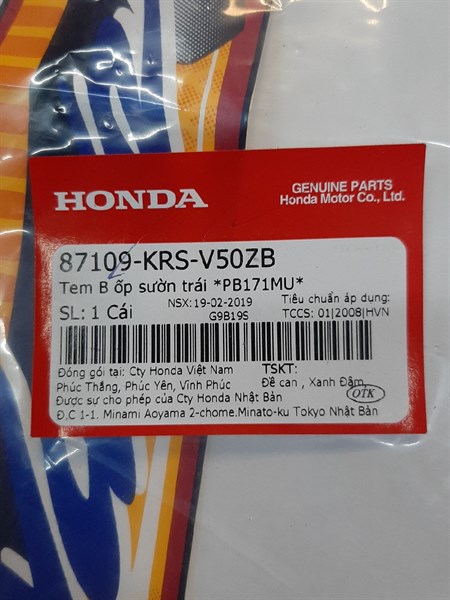 HONDA
GENUINE PARTS
Honda Motor Co., Ltd.
87109-KRS-V50ZB
Tem B ốp sườn trái *PB171MU*
SL: 1 Cái
NSX:19-02-2019
G9B19S
Tiêu chuẩn áp dụng:
TCCS: 01|2008|HVN
Đóng gói tại: Cty Honda Việt Nam
Phúc Thắng, Phúc Yên, Vĩnh Phúc
Được sự cho phép của Cty Honda Nhật Bản
TSKT:
Đề can , Xanh Đậm,
OTK
Đ,C 1-1. Minami Aoyama 2-chome.Minato-ku Tokyo Nhật Bản